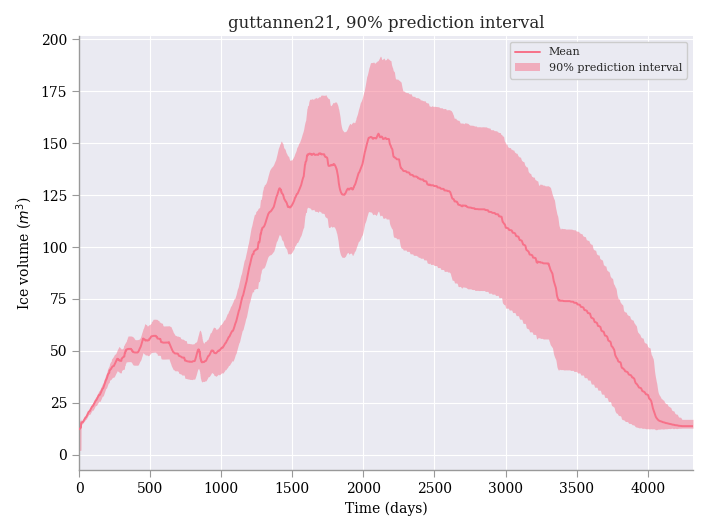 guttannen21, 90% prediction interval
200
175
150
125
100
75
50
25
0
Ice volume (m³)
Mean
90% prediction interval
0 500 1000 1500 2000 2500 3000 3500 4000
Time (days)